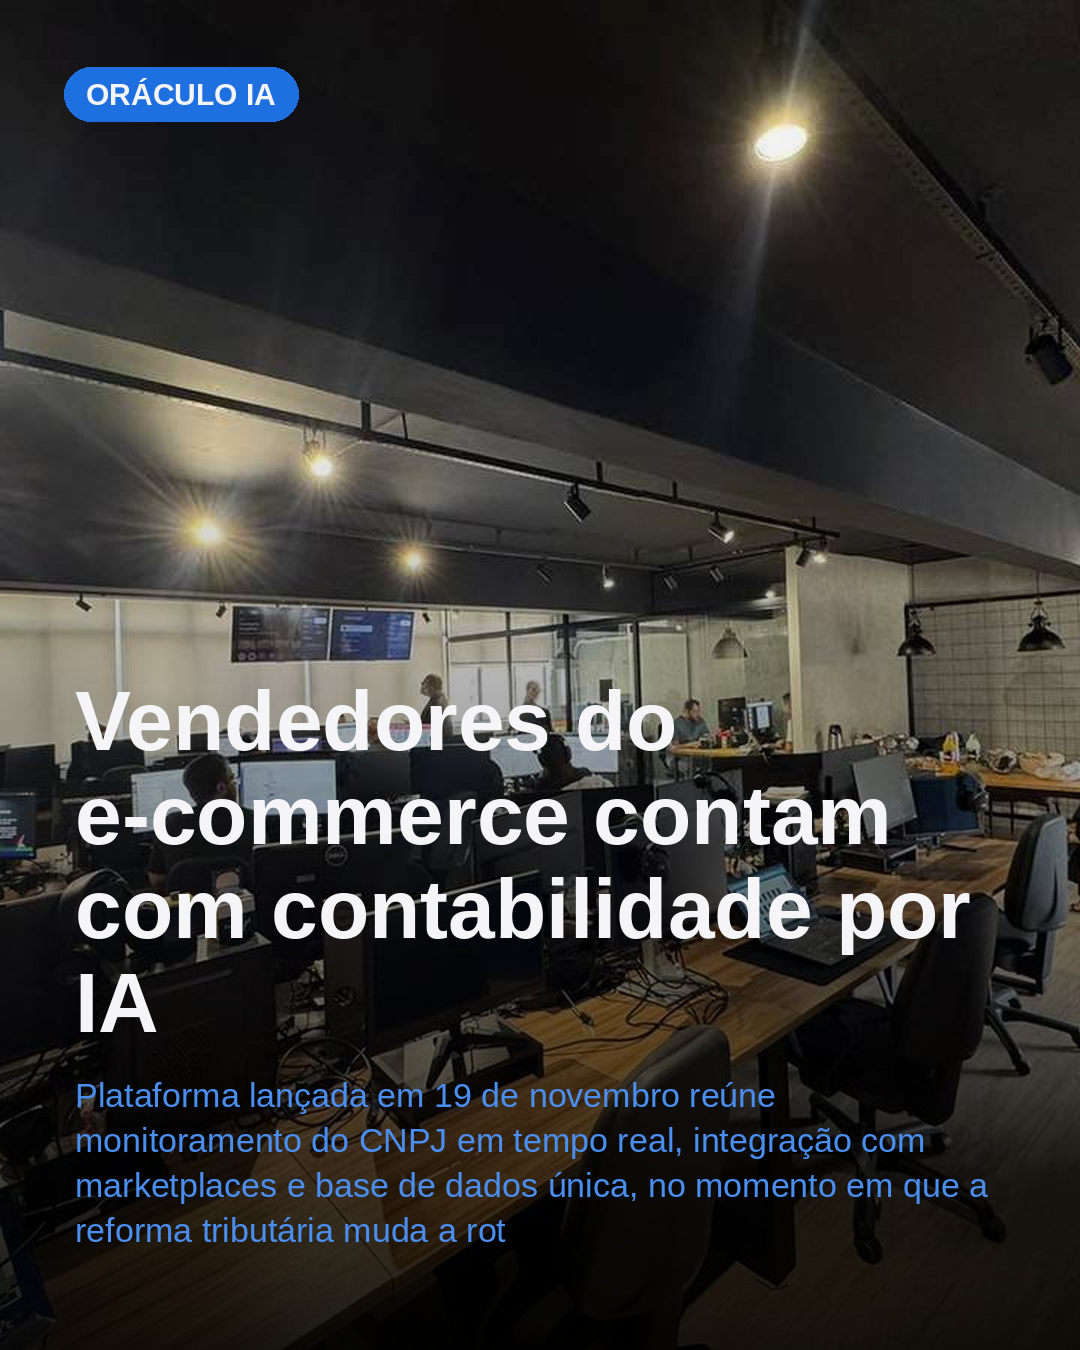 ORÁCULO IA
Vendedores do
e-commerce contam
com contabilidade por
IA
Plataforma lançada em 19 de novembro reúne
monitoramento do CNPJ em tempo real, integração com
marketplaces e base de dados única, no momento em que a
reforma tributária muda a rot